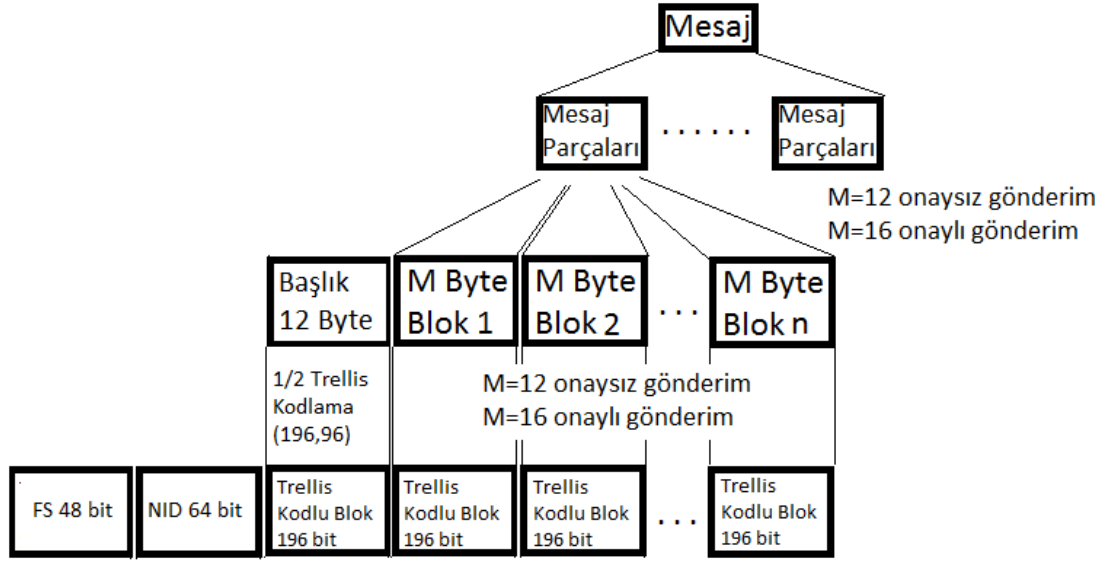 Mesaj
Mesaj
Parçaları
. . . . . .
Mesaj
Parçaları
M=12 onaysız gönderim
M=16 onaylı gönderim
Başlık
12 Byte
M Byte
Blok 1
M Byte
Blok 2
. . .
M Byte
Blok n
1/2 Trellis
Kodlama
(196,96)
M=12 onaysız gönderim
M=16 onaylı gönderim
FS 48 bit
NID 64 bit
Trellis
Kodlu Blok
196 bit
Trellis
Kodlu Blok
196 bit
Trellis
Kodlu Blok
196 bit
. . .
Trellis
Kodlu Blok
196 bit